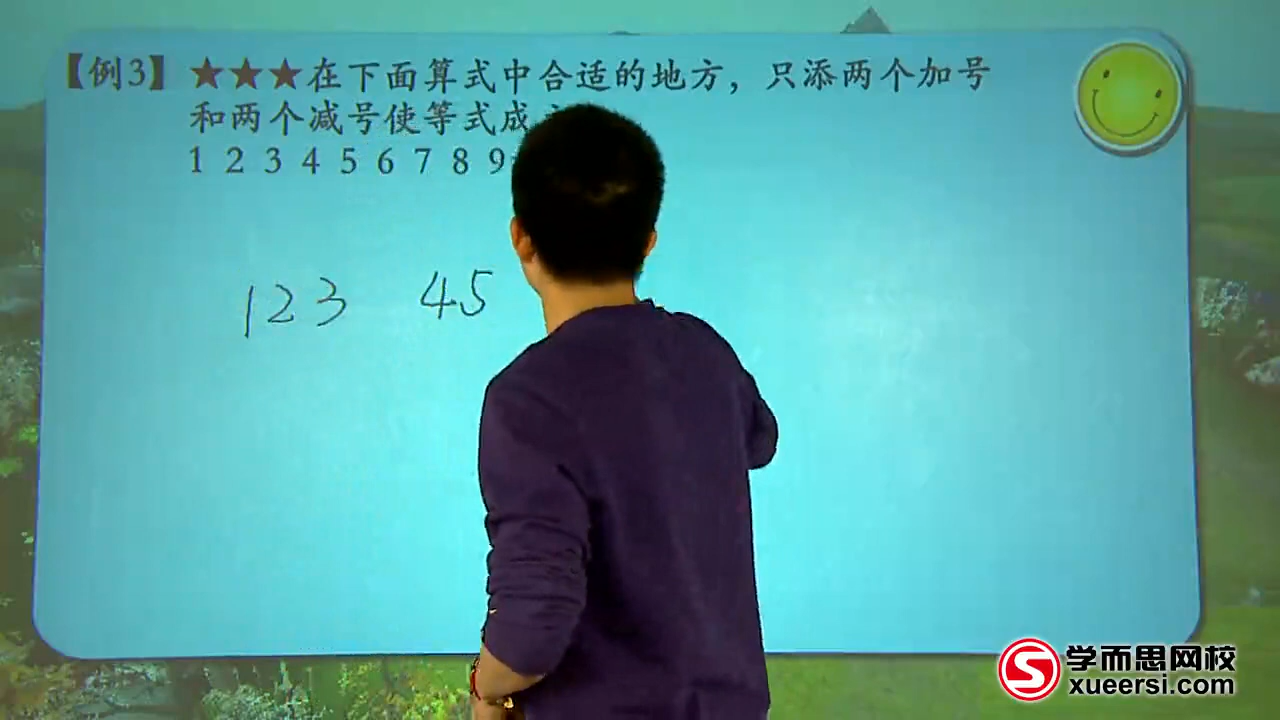 【例3】 ★★★在下面算式中合适的地方，只添两个加号
和两个减号使等式成
1 2 3 4 5 6 7 8 9
123 45
学而思网校
xueersi.com